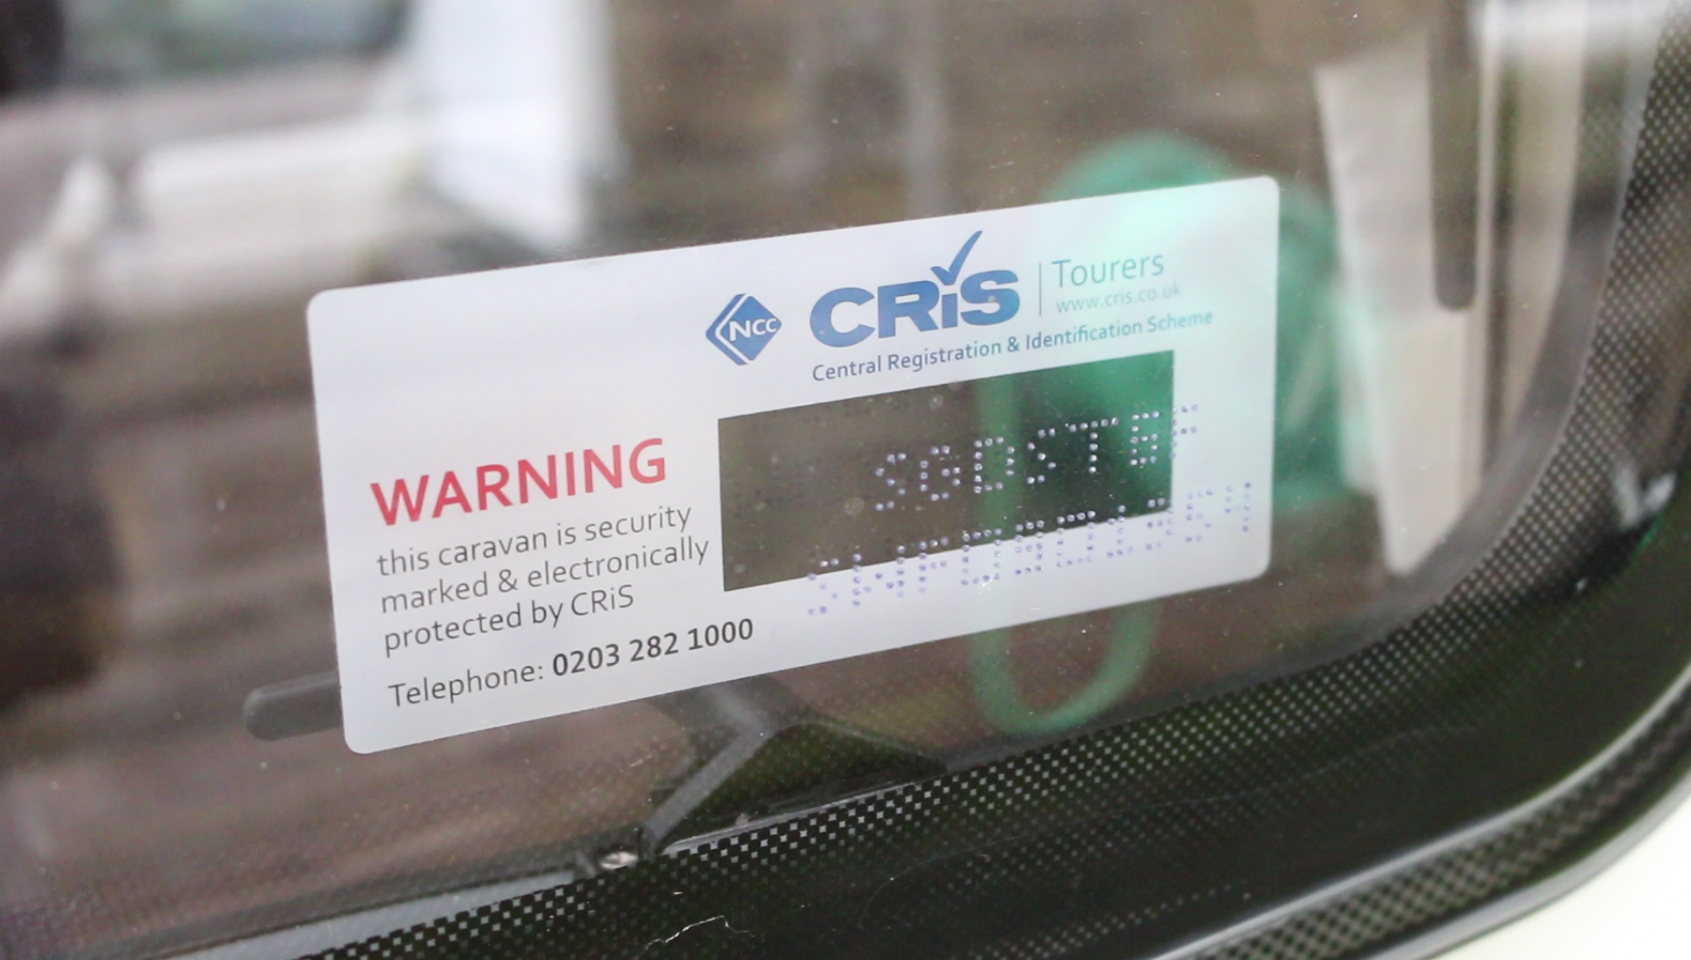 NCC
CRiS
Tourers
www.cris.co.uk
Central Registration & Identification Scheme
WARNING
this caravan is security
marked & electronically
protected by CRiS
Telephone: 0203 282 1000